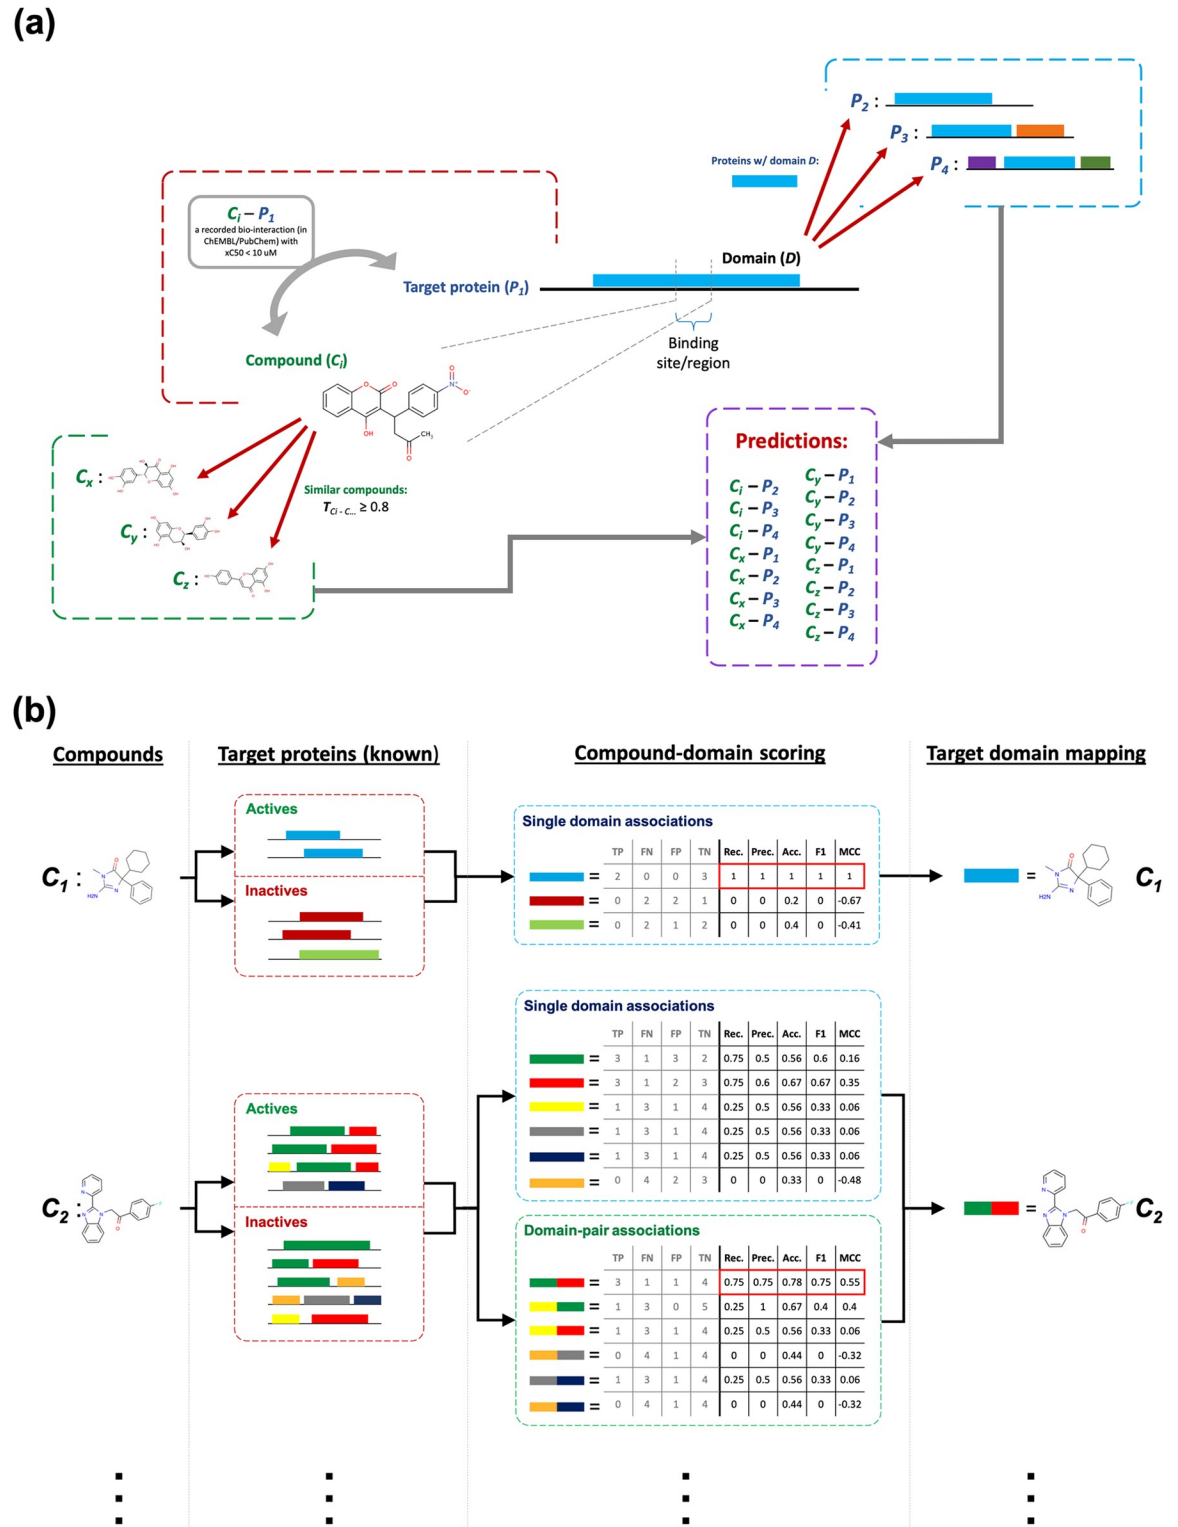 (a)
P2 :
P3 :
P4 :
Proteins w/ domain D:
Ci – P1
a recorded bio-interaction (in
ChEMBL/PubChem) with
xC50 < 10 uM
Domain (D)
Target protein (P1)
Binding
site/region
Compound (Ci)
Cx :
Cy :
Cz :
Similar compounds:
TCi - C... ≥ 0.8
Predictions:
Ci – P2
Ci – P3
Ci – P4
Cx – P1
Cx – P2
Cx – P3
Cx – P4
Cy – P1
Cy – P2
Cy – P3
Cy – P4
Cz – P1
Cz – P2
Cz – P3
Cz – P4
(b)
Compounds Target proteins (known) Compound-domain scoring Target domain mapping
C1 :
Actives
Inactives
Single domain associations
TP FN FP TN Rec. Prec. Acc. F1 MCC
= 2 0 0 3 1 1 1 1 1
= 0 2 2 1 0 0 0.2 0 -0.67
= 0 2 1 2 0 0 0.4 0 -0.41
= C1
C2 :
Actives
Inactives
Single domain associations
TP FN FP TN Rec. Prec. Acc. F1 MCC
= 3 1 3 2 0.75 0.5 0.56 0.6 0.16
= 3 1 2 3 0.75 0.6 0.67 0.67 0.35
= 1 3 1 4 0.25 0.5 0.56 0.33 0.06
= 1 3 1 4 0.25 0.5 0.56 0.33 0.06
= 1 3 1 4 0.25 0.5 0.56 0.33 0.06
= 0 4 2 3 0 0 0.33 0 -0.48
Domain-pair associations
TP FN FP TN Rec. Prec. Acc. F1 MCC
= 3 1 1 4 0.75 0.75 0.78 0.75 0.55
= 1 3 0 5 0.25 1 0.67 0.4 0.4
= 1 3 1 4 0.25 0.5 0.56 0.33 0.06
= 0 4 1 4 0 0 0.44 0 -0.32
= 1 3 1 4 0.25 0.5 0.56 0.33 0.06
= 0 4 1 4 0 0 0.44 0 -0.32
= C2